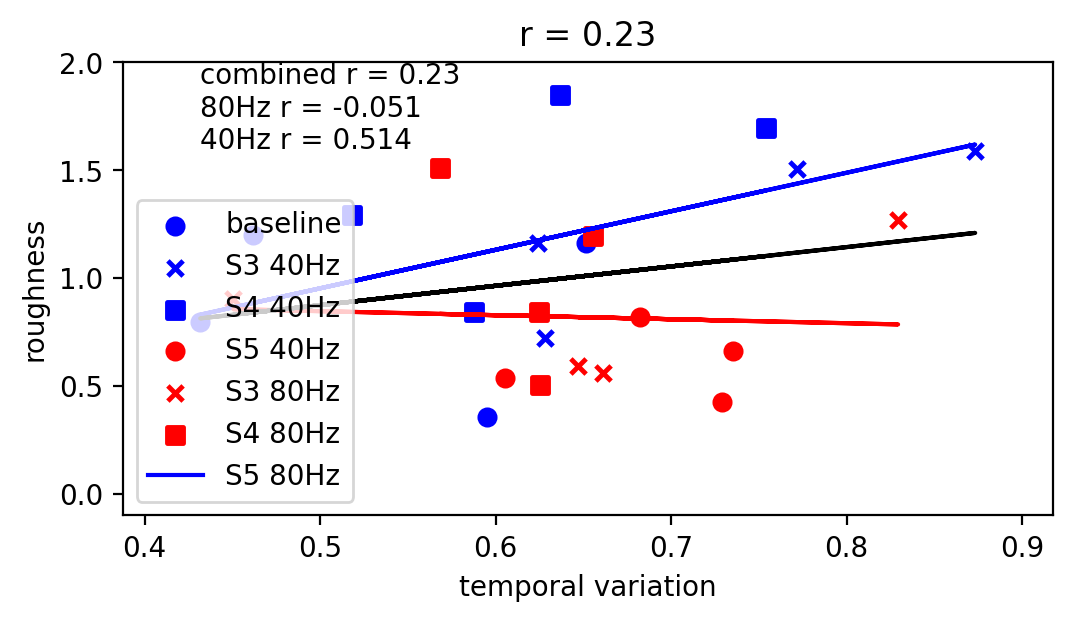 r = 0.23
combined r = 0.23
80Hz r = -0.051
40Hz r = 0.514
2.0
1.5
1.0
0.5
0.0
roughness
baseline
S3 40Hz
S4 40Hz
S5 40Hz
S3 80Hz
S4 80Hz
S5 80Hz
0.4 0.5 0.6 0.7 0.8 0.9
temporal variation